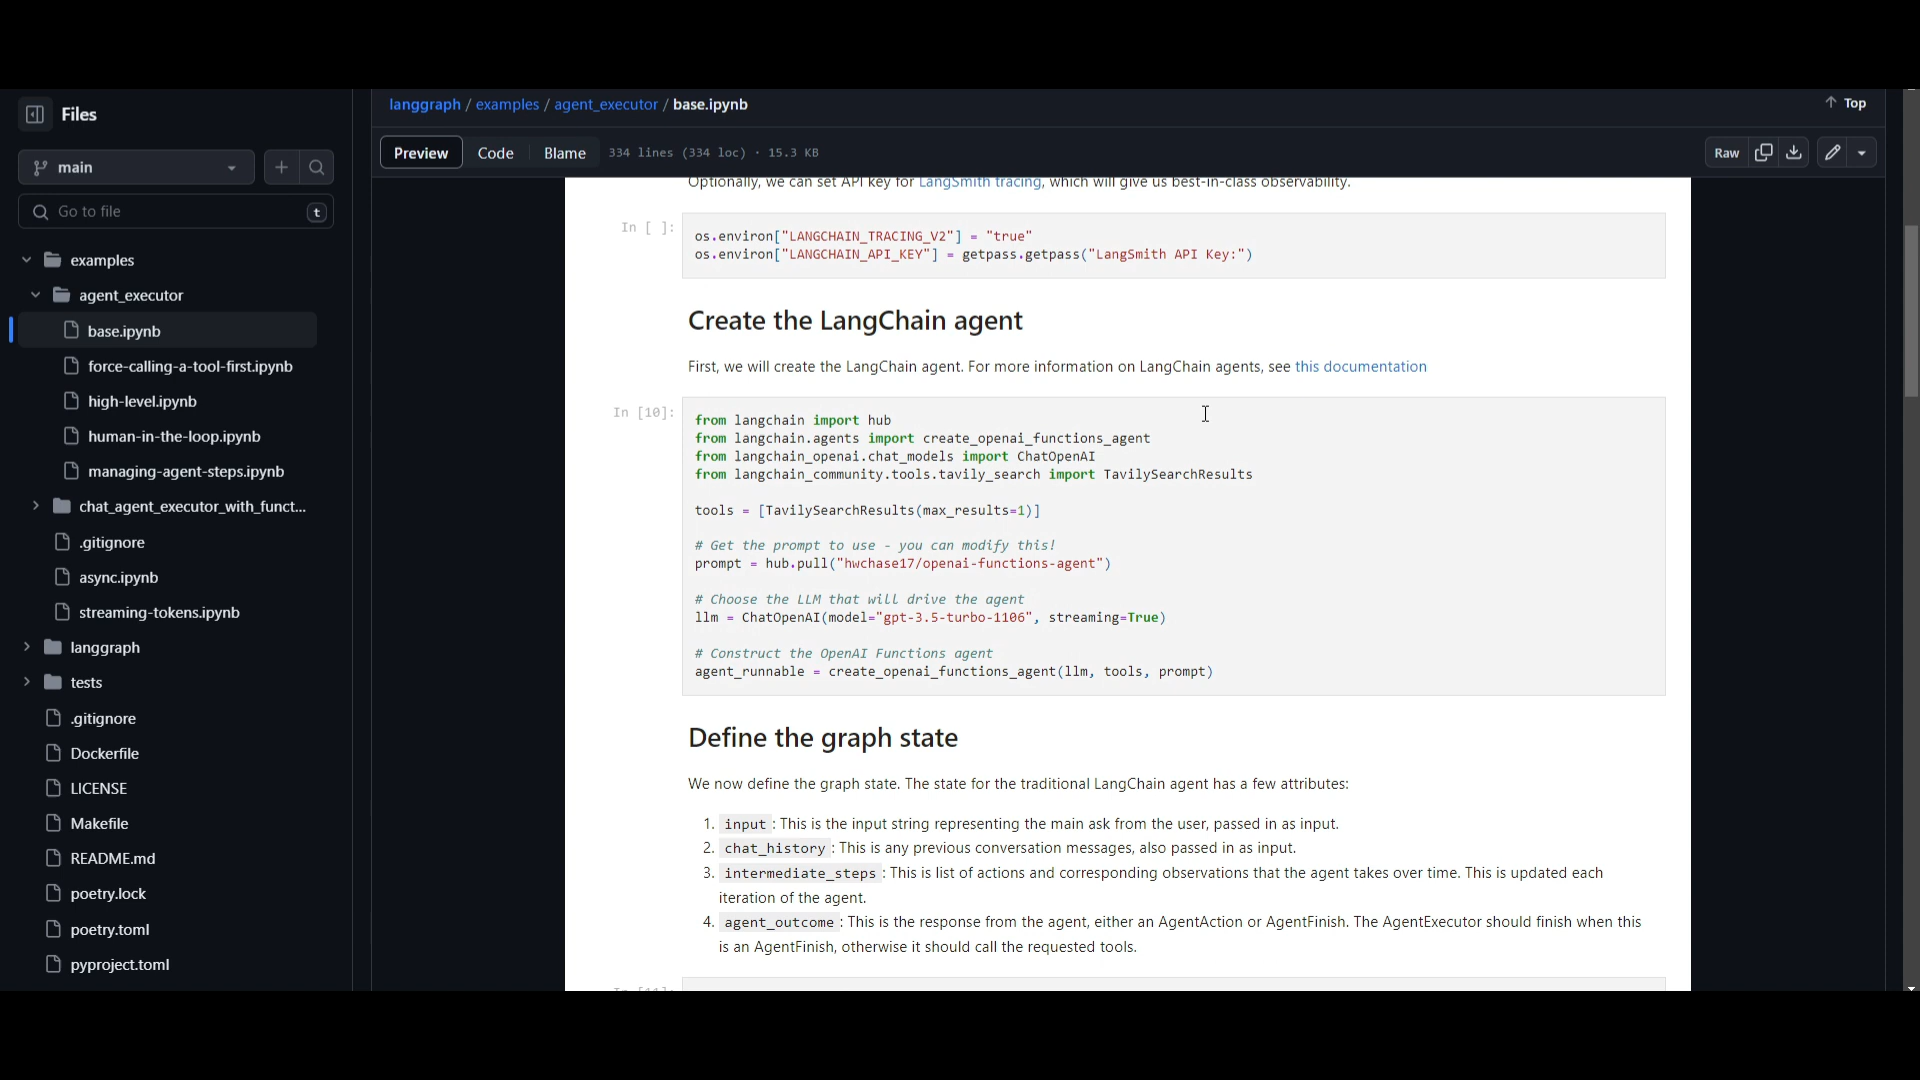 Files
main
Go to file
t
examples
agent_executor
base.ipynb
force-calling-a-tool-first.ipynb
high-level.ipynb
human-in-the-loop.ipynb
managing-agent-steps.ipynb
chat_agent_executor_with_funct...
.gitignore
async.ipynb
streaming-tokens.ipynb
langgraph
tests
.gitignore
Dockerfile
LICENSE
Makefile
README.md
poetry.lock
poetry.toml
pyproject.toml
langgraph / examples / agent_executor / base.ipynb
Top
Preview Code Blame 334 lines (334 loc) · 15.3 KB
Raw
Optionally, we can set API key for LangSmith tracing, which will give us best-in-class observability.
In [ ]:
os.environ["LANGCHAIN_TRACING_V2"] = "true"
os.environ["LANGCHAIN_API_KEY"] = getpass.getpass("LangSmith API Key:")
Create the LangChain agent
First, we will create the LangChain agent. For more information on LangChain agents, see this documentation
In [10]:
from langchain import hub
from langchain.agents import create_openai_functions_agent
from langchain_openai.chat_models import ChatOpenAI
from langchain_community.tools.tavily_search import TavilySearchResults
tools = [TavilySearchResults(max_results=1)]
# Get the prompt to use - you can modify this!
prompt = hub.pull("hwchase17/openai-functions-agent")
# Choose the LLM that will drive the agent
llm = ChatOpenAI(model="gpt-3.5-turbo-1106", streaming=True)
# Construct the OpenAI Functions agent
agent_runnable = create_openai_functions_agent(llm, tools, prompt)
Define the graph state
We now define the graph state. The state for the traditional LangChain agent has a few attributes:
1. input : This is the input string representing the main ask from the user, passed in as input.
2. chat_history : This is any previous conversation messages, also passed in as input.
3. intermediate_steps : This is list of actions and corresponding observations that the agent takes over time. This is updated each
iteration of the agent.
4. agent_outcome : This is the response from the agent, either an AgentAction or AgentFinish. The AgentExecutor should finish when this
is an AgentFinish, otherwise it should call the requested tools.